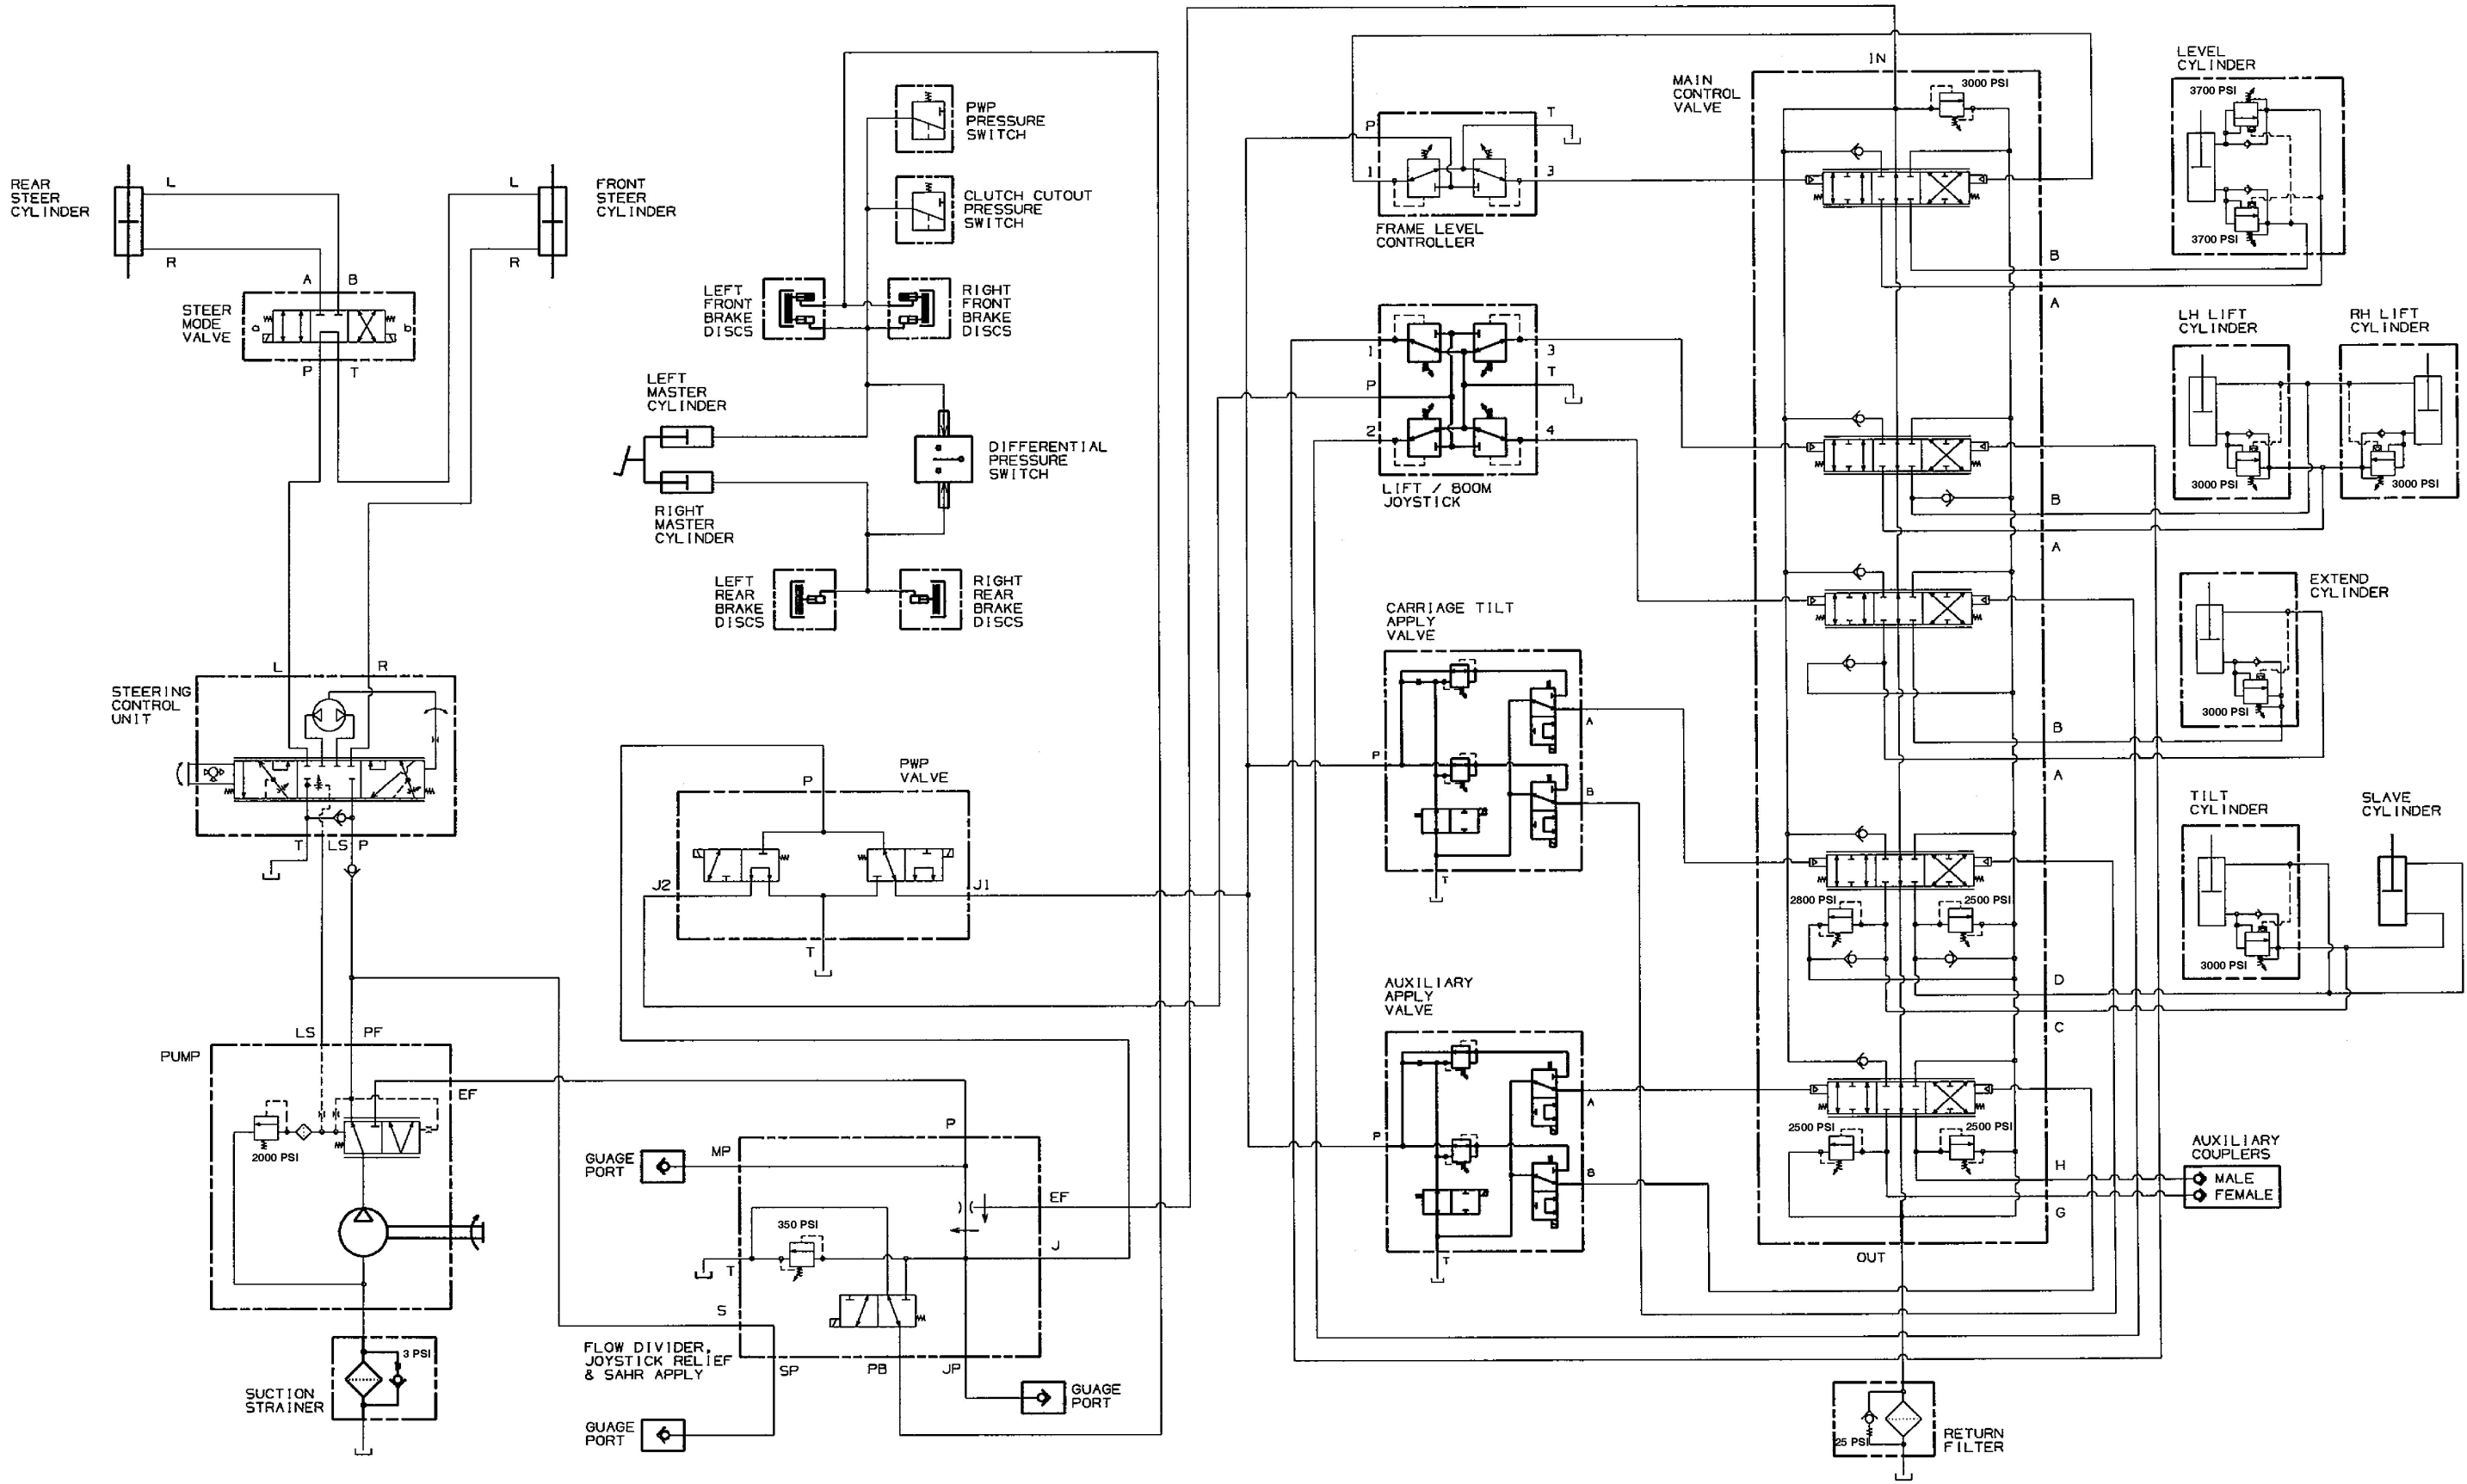 REAR
STEER
CYLINDER
L
R
L
R
FRONT
STEER
CYLINDER
A
B
STEER
MODE
VALVE
a
b
P
T
PWP
PRESSURE
SWITCH
CLUTCH CUTOUT
PRESSURE
SWITCH
LEFT
FRONT
BRAKE
DISCS
RIGHT
FRONT
BRAKE
DISCS
LEFT
MASTER
CYLINDER
RIGHT
MASTER
CYLINDER
DIFFERENTIAL
PRESSURE
SWITCH
LEFT
REAR
BRAKE
DISCS
RIGHT
REAR
BRAKE
DISCS
L
R
STEERING
CONTROL
UNIT
T
LS
P
PWP
VALVE
P
J2
J1
T
LS
PF
PUMP
EF
2000 PSI
3 PSI
SUCTION
STRAINER
P
MP
GUAGE
PORT
EF
350 PSI
J
T
S
FLOW DIVIDER,
JOYSTICK RELIEF
& SAHR APPLY
SP
PB
JP
GUAGE
PORT
GUAGE
PORT
P
T
1
3
FRAME LEVEL
CONTROLLER
1
3
P
T
2
4
LIFT / BOOM
JOYSTICK
CARRIAGE TILT
APPLY
VALVE
A
P
B
T
AUXILIARY
APPLY
VALVE
A
P
B
T
IN
MAIN
CONTROL
VALVE
3000 PSI
B
A
B
A
B
A
2800 PSI
2500 PSI
D
C
2500 PSI
2500 PSI
H
G
OUT
LEVEL
CYLINDER
3700 PSI
3700 PSI
LH LIFT
CYLINDER
RH LIFT
CYLINDER
3000 PSI
3000 PSI
EXTEND
CYLINDER
3000 PSI
TILT
CYLINDER
SLAVE
CYLINDER
3000 PSI
AUXILIARY
COUPLERS
MALE
FEMALE
25 PSI
RETURN
FILTER